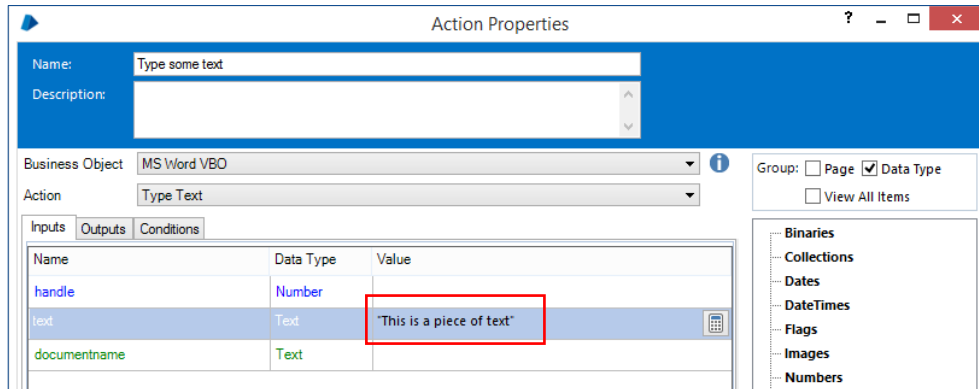 Action Properties
?
Name: Type some text
Description:
Business Object MS Word VBO
Group: Page Data Type
Action Type Text
View All Items
Inputs Outputs Conditions
Name Data Type Value
handle Number
text Text "This is a piece of text"
documentname Text
Binaries
Collections
Dates
DateTimes
Flags
Images
Numbers